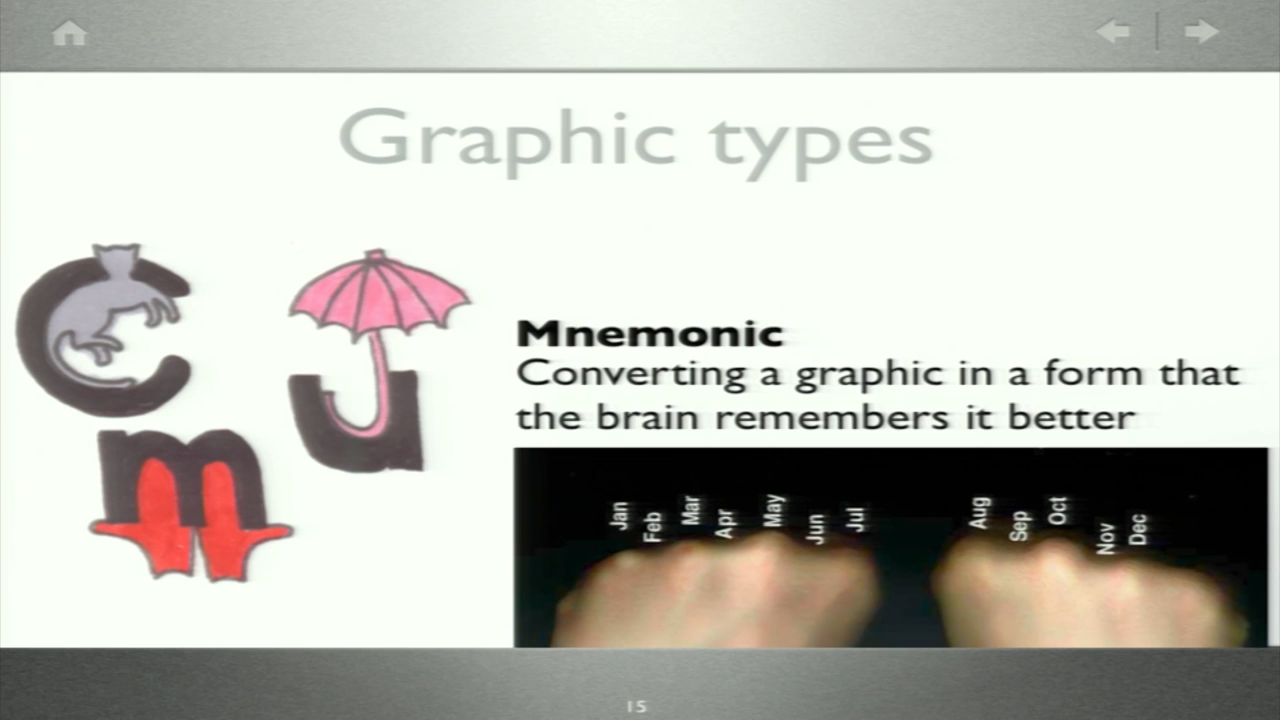 Graphic types
C
u
m
Mnemonic
Converting a graphic in a form that
the brain remembers it better
Jan Feb Mar Apr May Jun Jul Aug Sep Oct Nov Dec
15